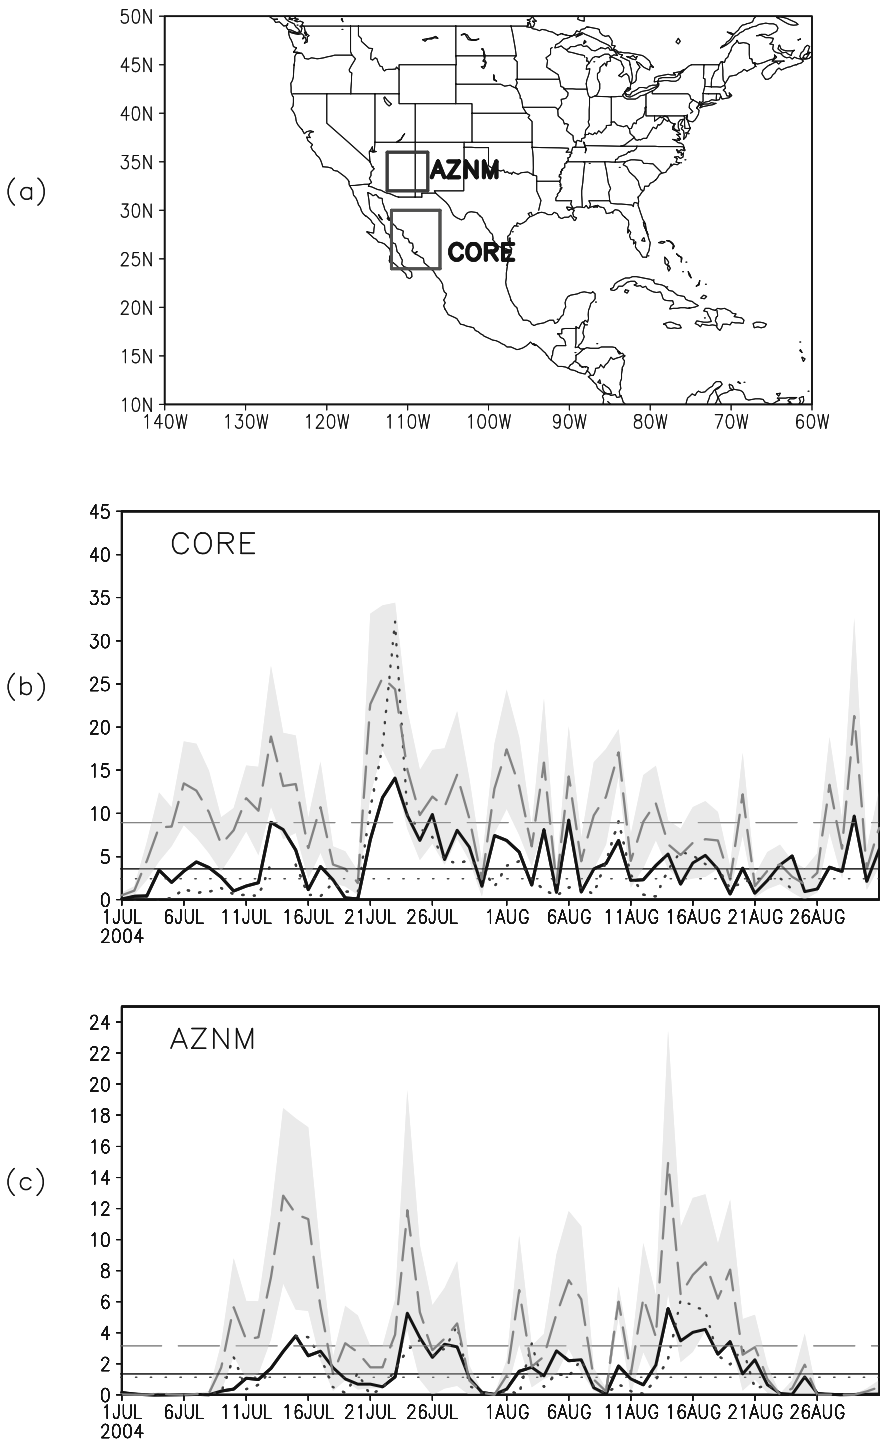 (a)
50N
45N
40N
35N
30N
25N
20N
15N
10N
AZNM
CORE
140W 130W 120W 110W 100W 90W 80W 70W 60W
(b)
CORE
45
40
35
30
25
20
15
10
5
0
1JUL 6JUL 11JUL 16JUL 21JUL 26JUL 1AUG 6AUG 11AUG 16AUG 21AUG 26AUG
2004
(c)
AZNM
24
22
20
18
16
14
12
10
8
6
4
2
0
1JUL 6JUL 11JUL 16JUL 21JUL 26JUL 1AUG 6AUG 11AUG 16AUG 21AUG 26AUG
2004